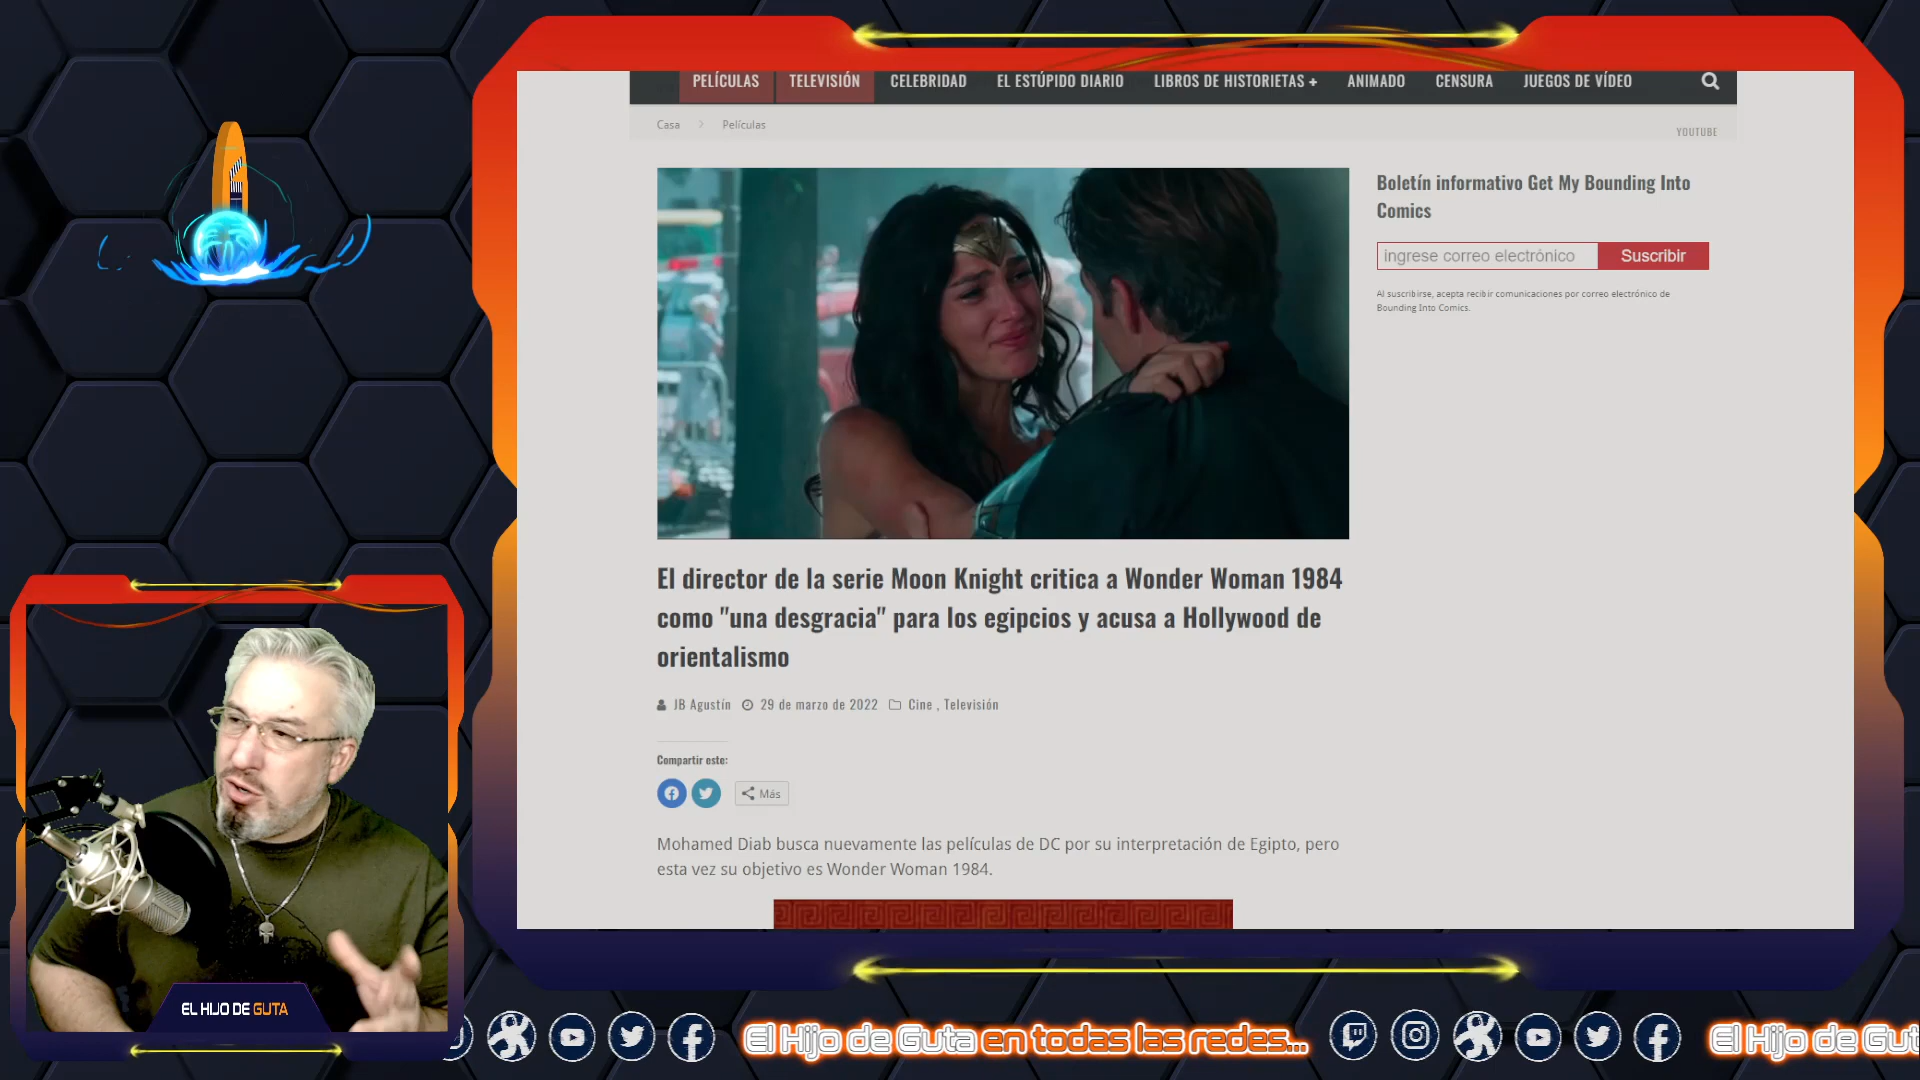 PELÍCULAS TELEVISIÓN CELEBRIDAD EL ESTÚPIDO DIARIO LIBROS DE HISTORIETAS + ANIMADO CENSURA JUEGOS DE VÍDEO
Casa > Películas
YOUTUBE
Boletín informativo Get My Bounding Into
Comics
ingrese correo electrónico Suscribir
Al suscribirse, acepta recibir comunicaciones por correo electrónico de
Bounding Into Comics.
El director de la serie Moon Knight critica a Wonder Woman 1984
como "una desgracia" para los egipcios y acusa a Hollywood de
orientalismo
JB Agustín 29 de marzo de 2022 Cine , Televisión
Compartir este:
Más
Mohamed Diab busca nuevamente las películas de DC por su interpretación de Egipto, pero
esta vez su objetivo es Wonder Woman 1984.
EL HIJO DE GUTA
El Hijo de Guta en todas las redes... El Hijo de Gut